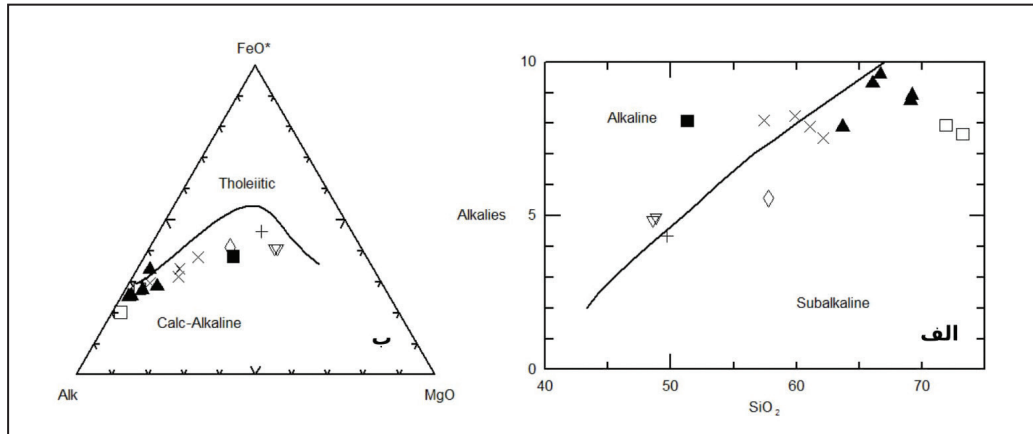 FeO*
Tholeiitic
Calc-Alkaline
ب
Alk
MgO
10
Alkaline
Alkalies
5
Subalkaline
الف
0
40
50
60
70
SiO₂